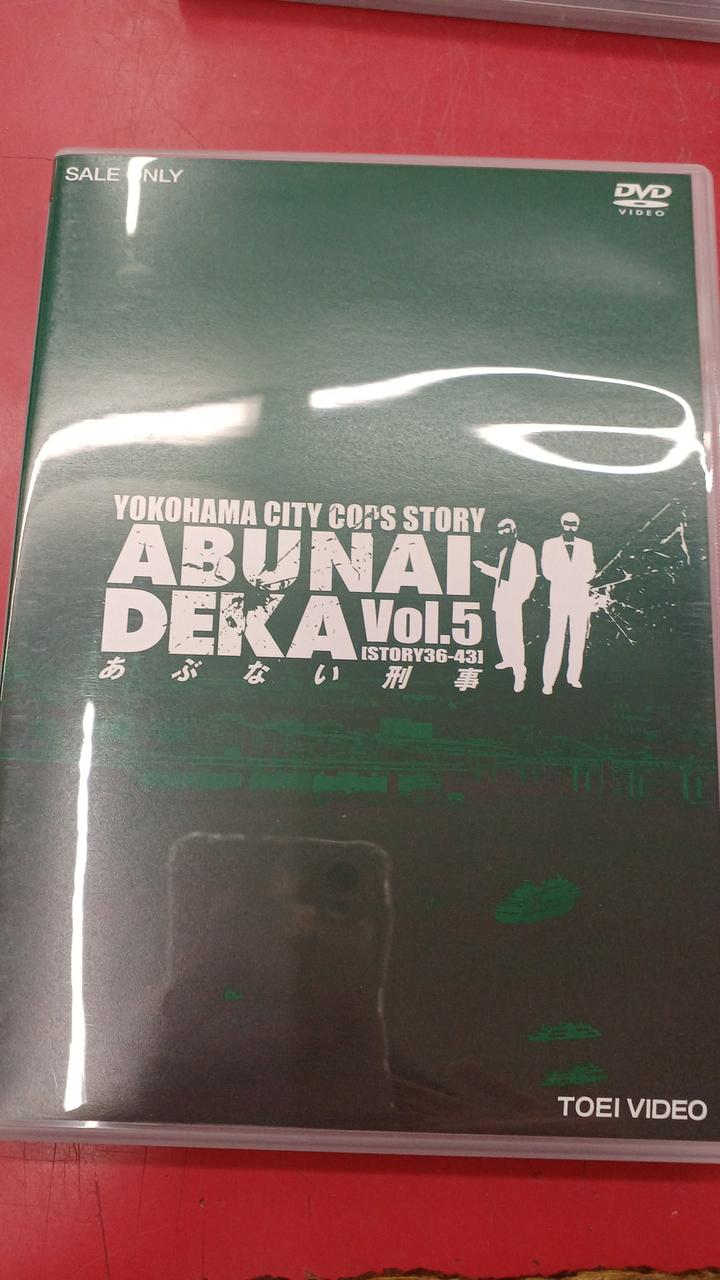 SALE ONLY
DVD
VIDEO
YOKOHAMA CITY COPS STORY
ABUNAI
DEKA Vol.5
[STORY36-43]
あぶない刑事
TOEI VIDEO